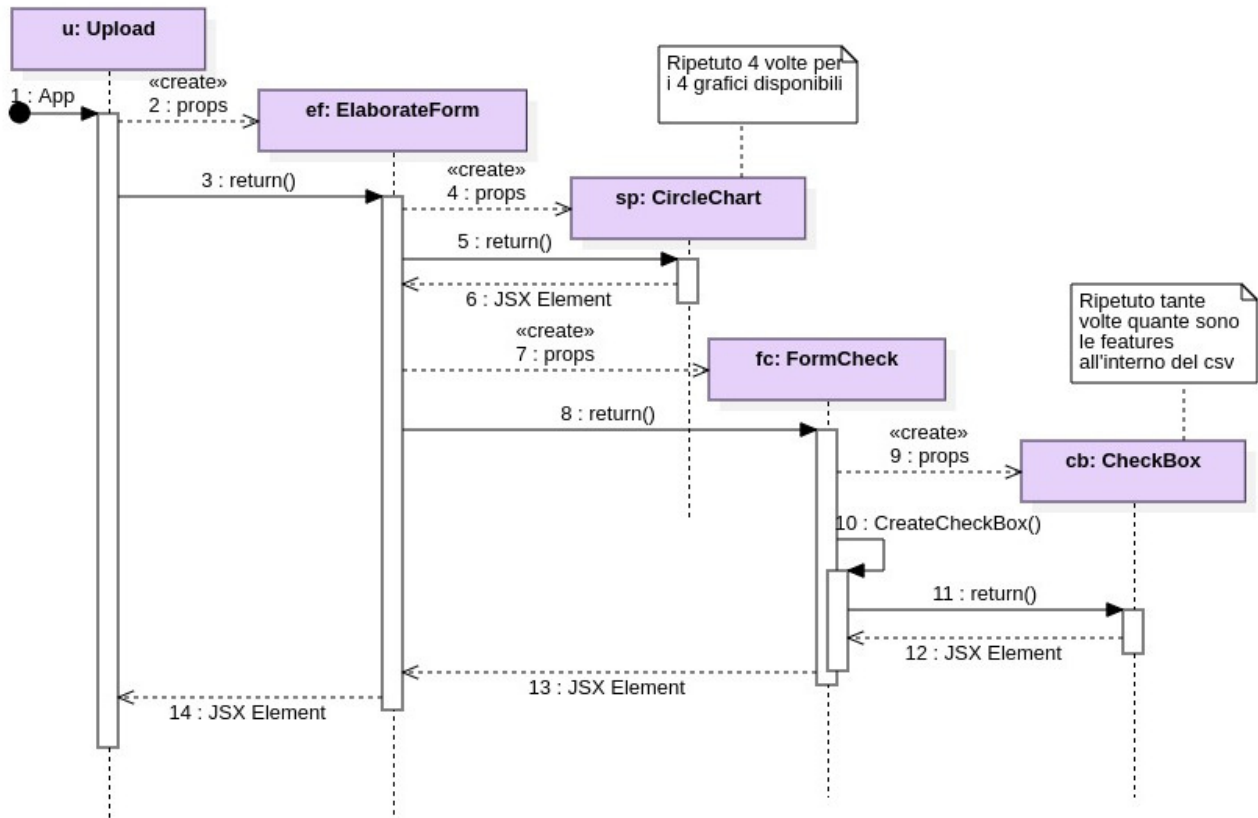 u: Upload
Ripetuto 4 volte per
i 4 grafici disponibili
«create»
1 : App
2 : props
ef: ElaborateForm
«create»
3 : return()
4 : props
sp: CircleChart
5 : return()
6 : JSX Element
Ripetuto tante
volte quante sono
le features
all'interno del csv
«create»
7 : props
fc: FormCheck
8 : return()
«create»
9 : props
cb: CheckBox
10 : CreateCheckBox()
11 : return()
12 : JSX Element
13 : JSX Element
14 : JSX Element